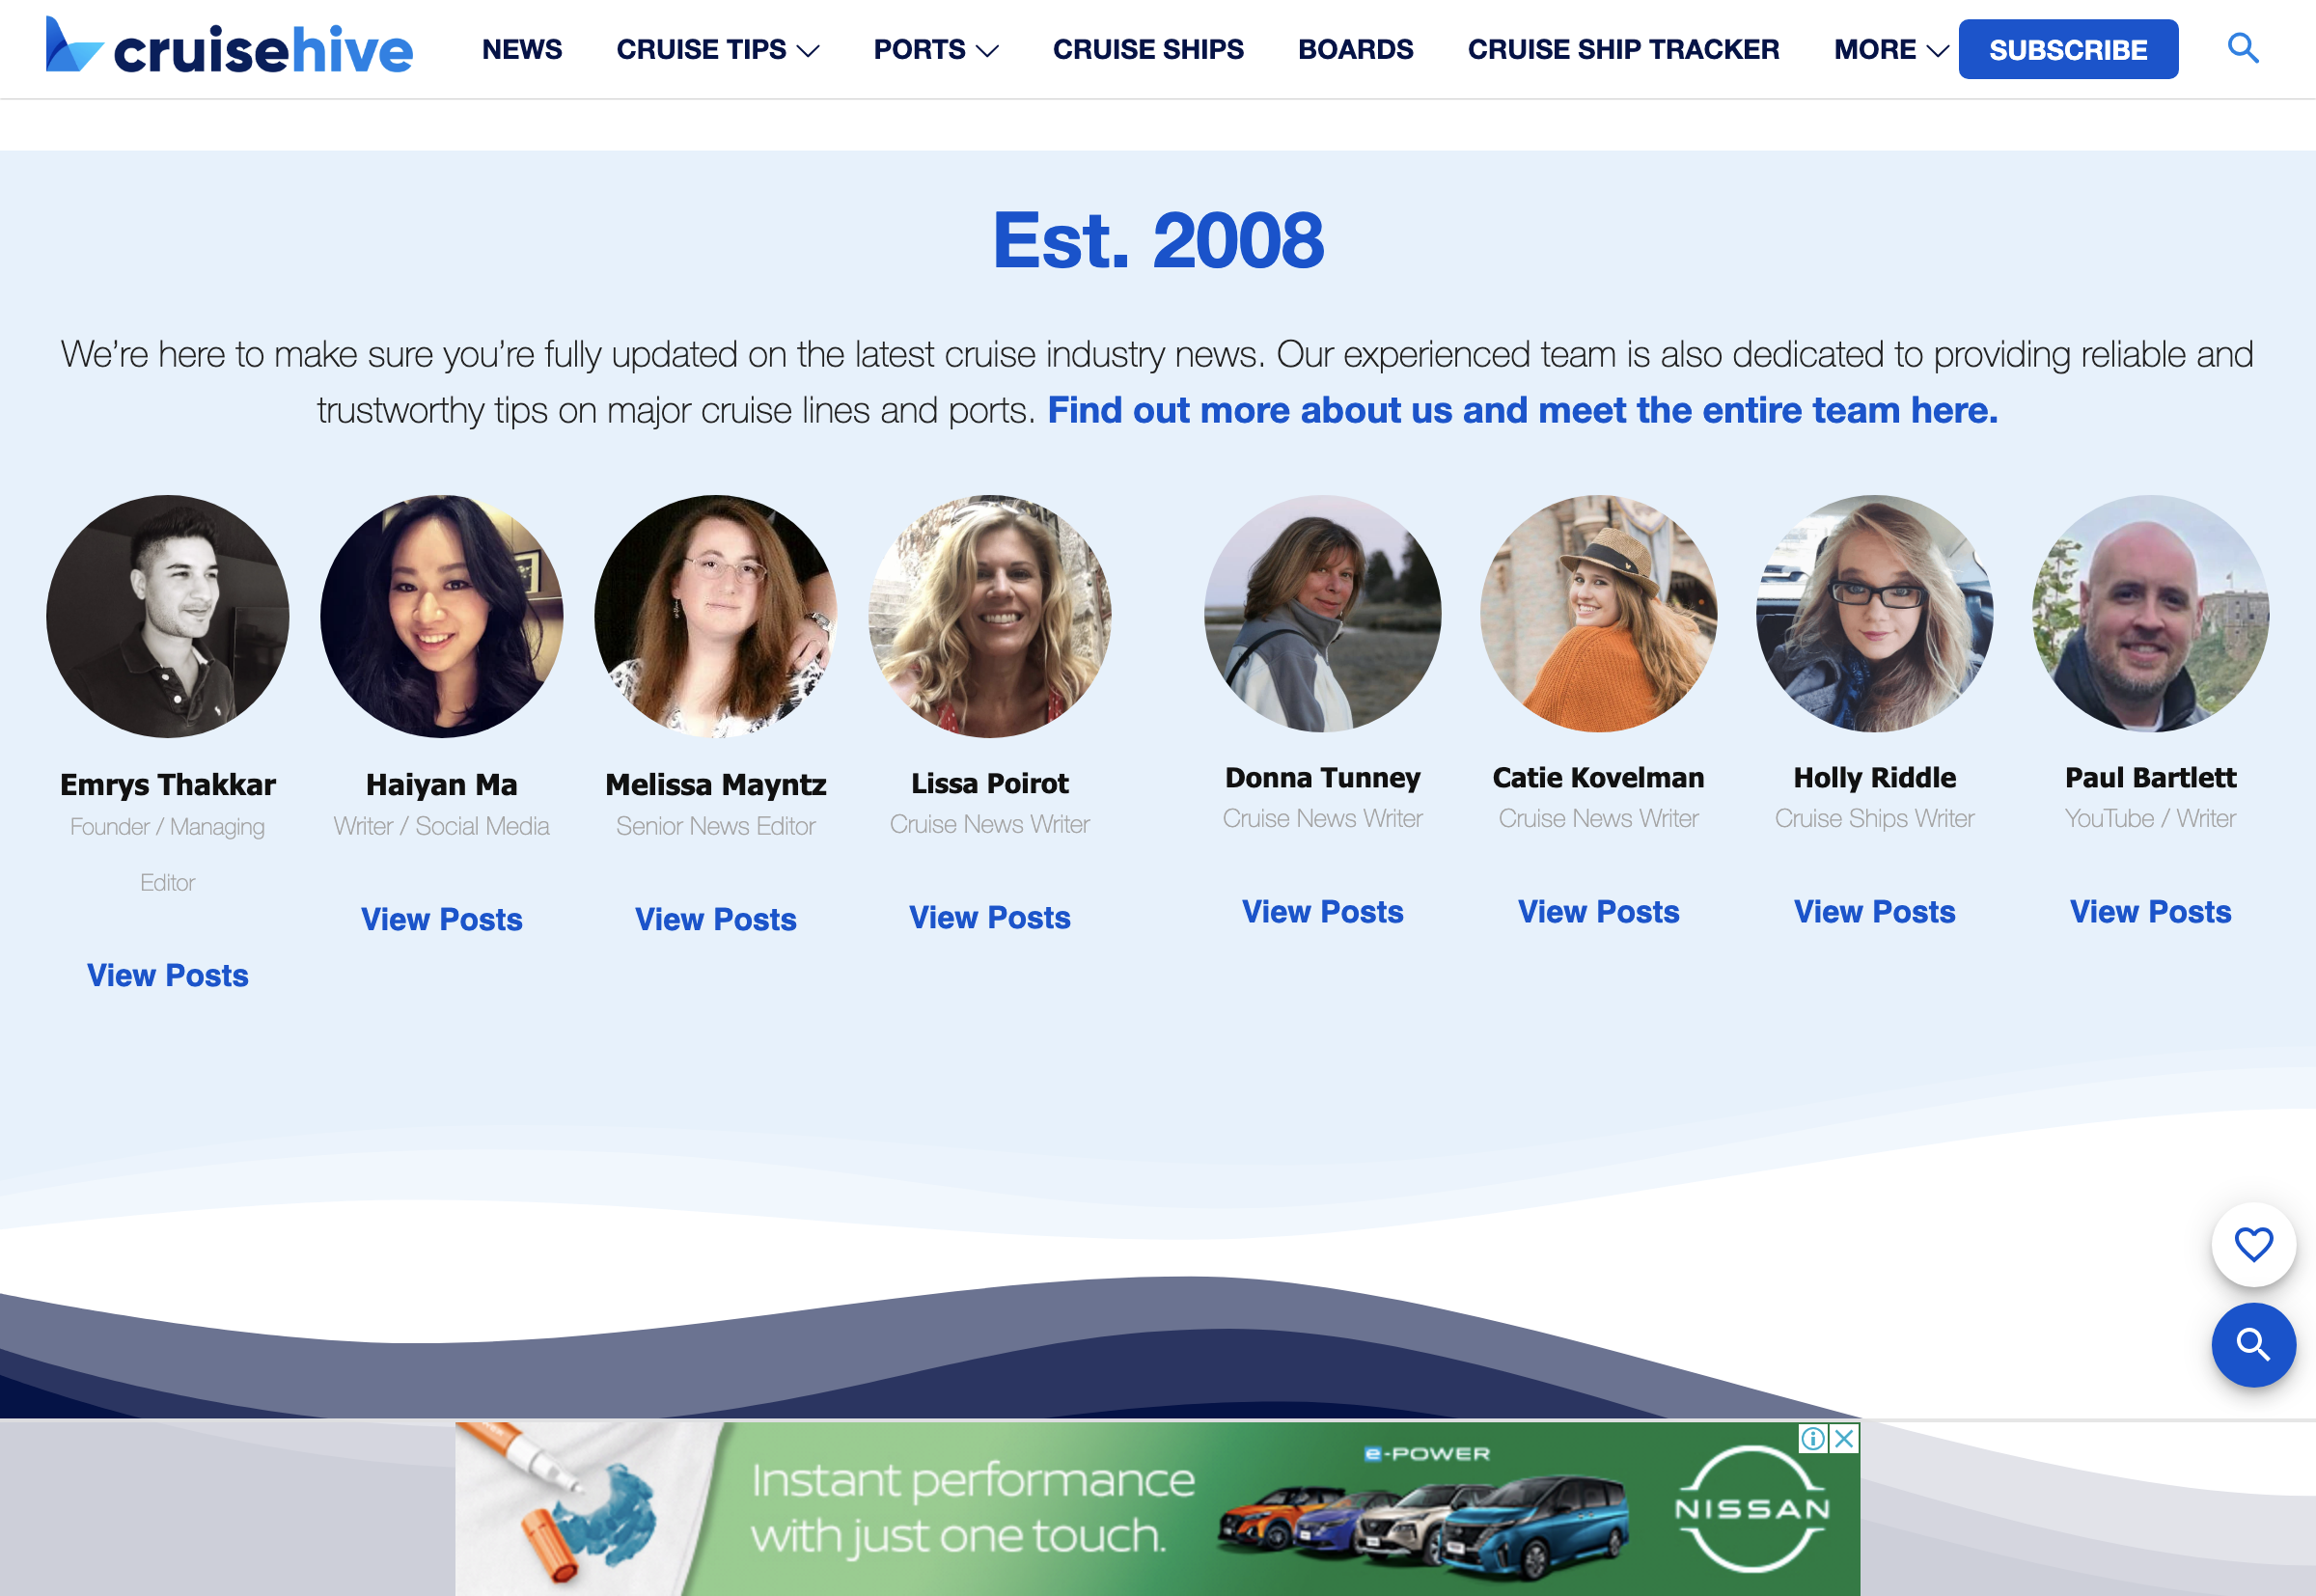 cruisehive
NEWS
CRUISE TIPS
PORTS
CRUISE SHIPS
BOARDS
CRUISE SHIP TRACKER
MORE
SUBSCRIBE
Est. 2008
We’re here to make sure you’re fully updated on the latest cruise industry news. Our experienced team is also dedicated to providing reliable and
trustworthy tips on major cruise lines and ports. Find out more about us and meet the entire team here.
Emrys Thakkar
Founder / Managing
Editor
View Posts
Haiyan Ma
Writer / Social Media
View Posts
Melissa Mayntz
Senior News Editor
View Posts
Lissa Poirot
Cruise News Writer
View Posts
Donna Tunney
Cruise News Writer
View Posts
Catie Kovelman
Cruise News Writer
View Posts
Holly Riddle
Cruise Ships Writer
View Posts
Paul Bartlett
YouTube / Writer
View Posts
Instant performance
with just one touch.
e-POWER
NISSAN